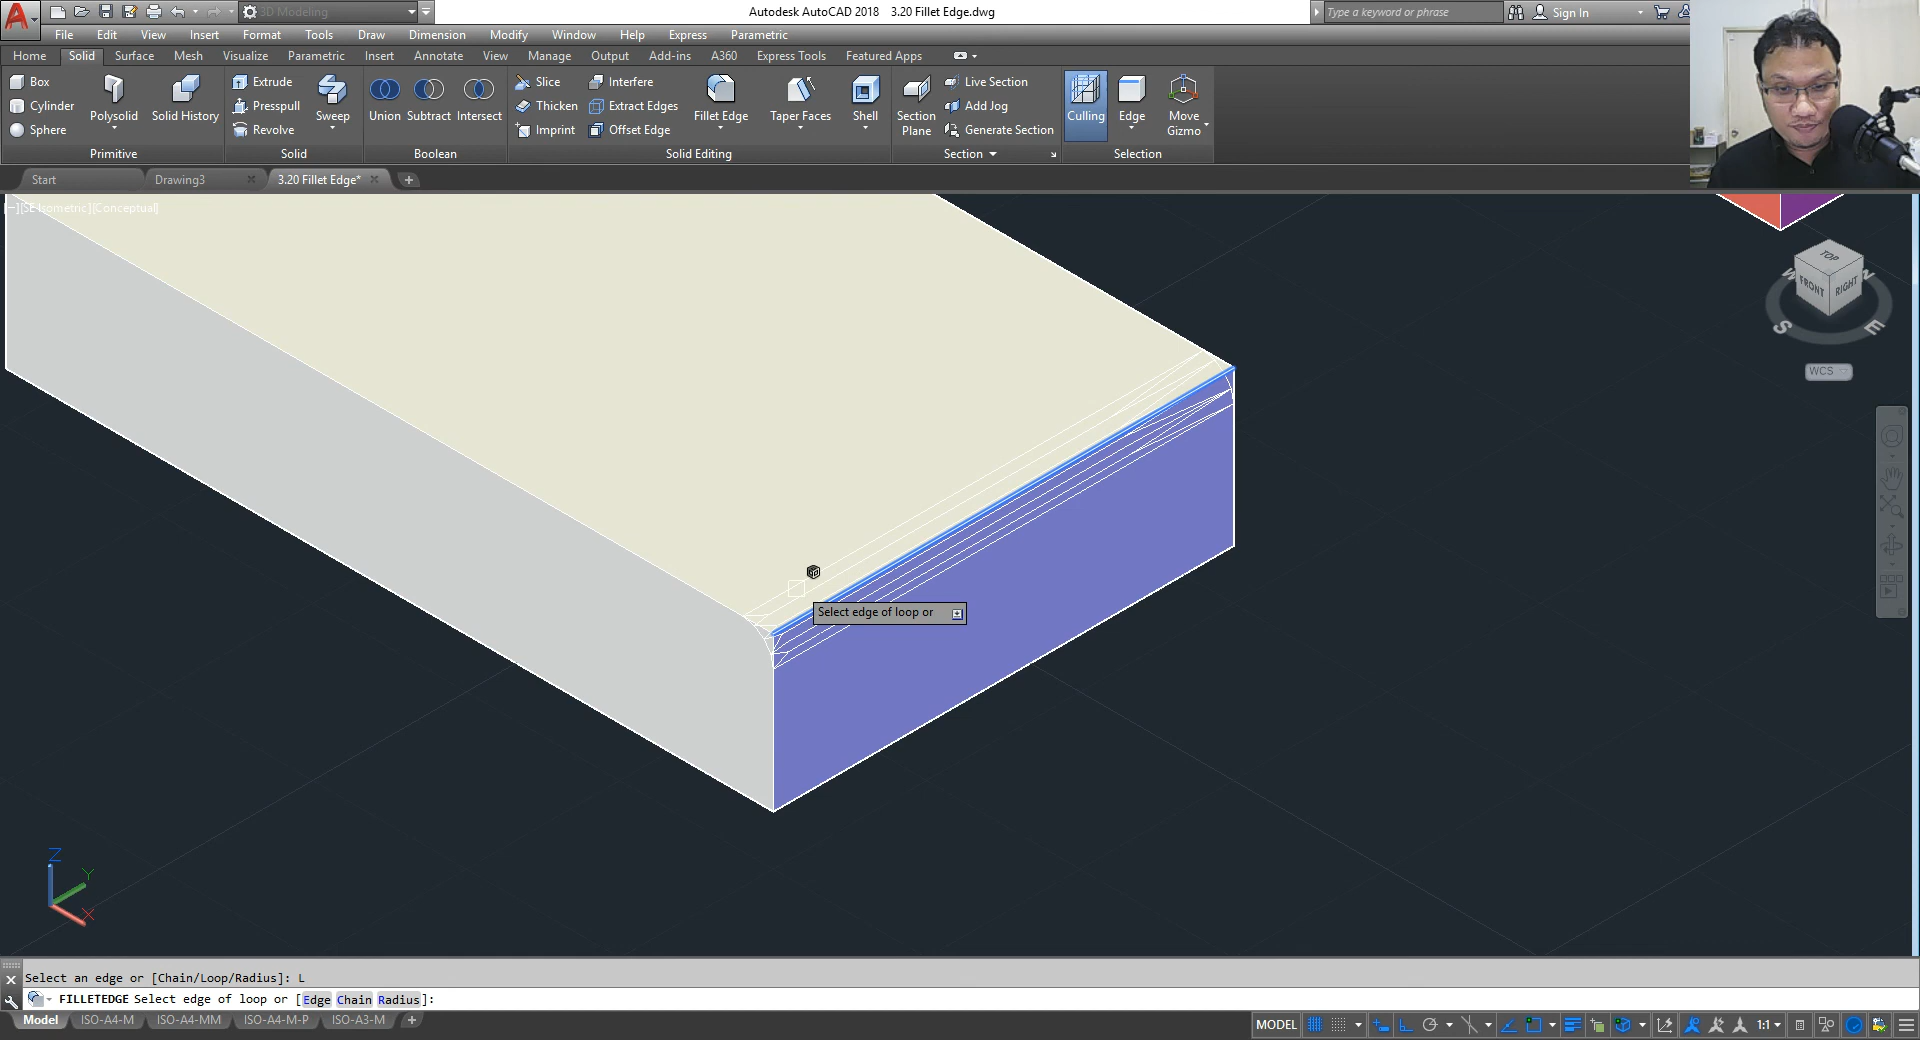 3D Modeling
Autodesk AutoCAD 2018 3.20 Fillet Edge.dwg
Type a keyword or phrase
Sign In
File Edit View Insert Format Tools Draw Dimension Modify Window Help Express Parametric
Home Solid Surface Mesh Visualize Parametric Insert Annotate View Manage Output Add-ins A360 Express Tools Featured Apps
Box
Cylinder
Sphere
Polysolid
Solid History
Primitive
Extrude
Presspull
Revolve
Sweep
Solid
Union
Subtract
Intersect
Boolean
Slice
Thicken
Imprint
Interfere
Extract Edges
Offset Edge
Fillet Edge
Taper Faces
Shell
Solid Editing
Section
Plane
Live Section
Add Jog
Generate Section
Section
Culling
Edge
Move
Gizmo
Selection
Start
Drawing3
3.20 Fillet Edge*
[−][SE Isometric][Conceptual]
TOP
FRONT
RIGHT
W
N
S
E
WCS
Select edge of loop or
Z
Y
X
Select an edge or [Chain/Loop/Radius]: L
FILLETEDGE Select edge of loop or [Edge Chain Radius]:
Model ISO-A4-M ISO-A4-MM ISO-A4-M-P ISO-A3-M
MODEL
1:1